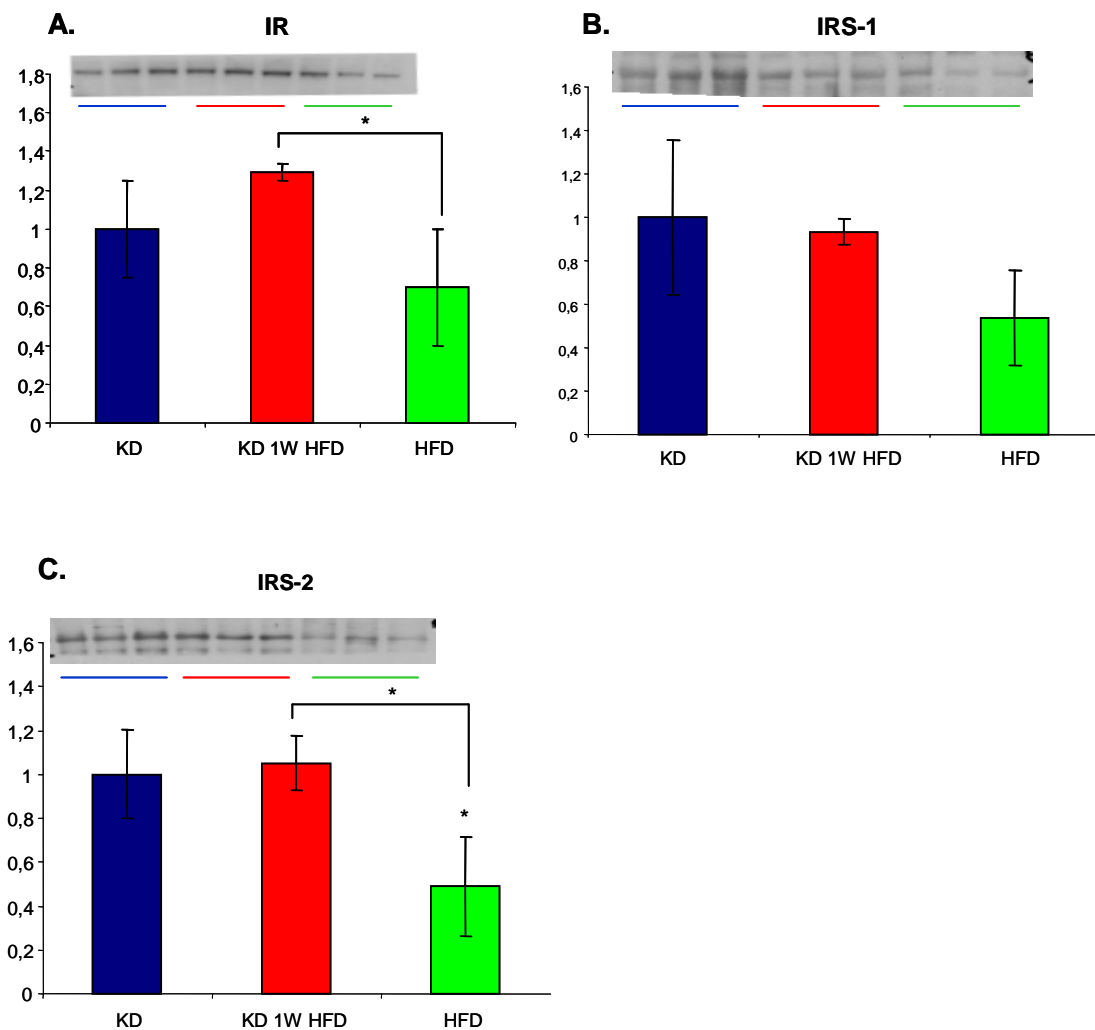 A.
IR
1,8
1,6
1,4
1,2
1
0,8
0,6
0,4
0,2
0
*
KD
KD 1W HFD
HFD
B.
IRS-1
1,6
1,4
1,2
1
0,8
0,6
0,4
0,2
0
KD
KD 1W HFD
HFD
C.
IRS-2
1,6
1,4
1,2
1
0,8
0,6
0,4
0,2
0
*
*
KD
KD 1W HFD
HFD